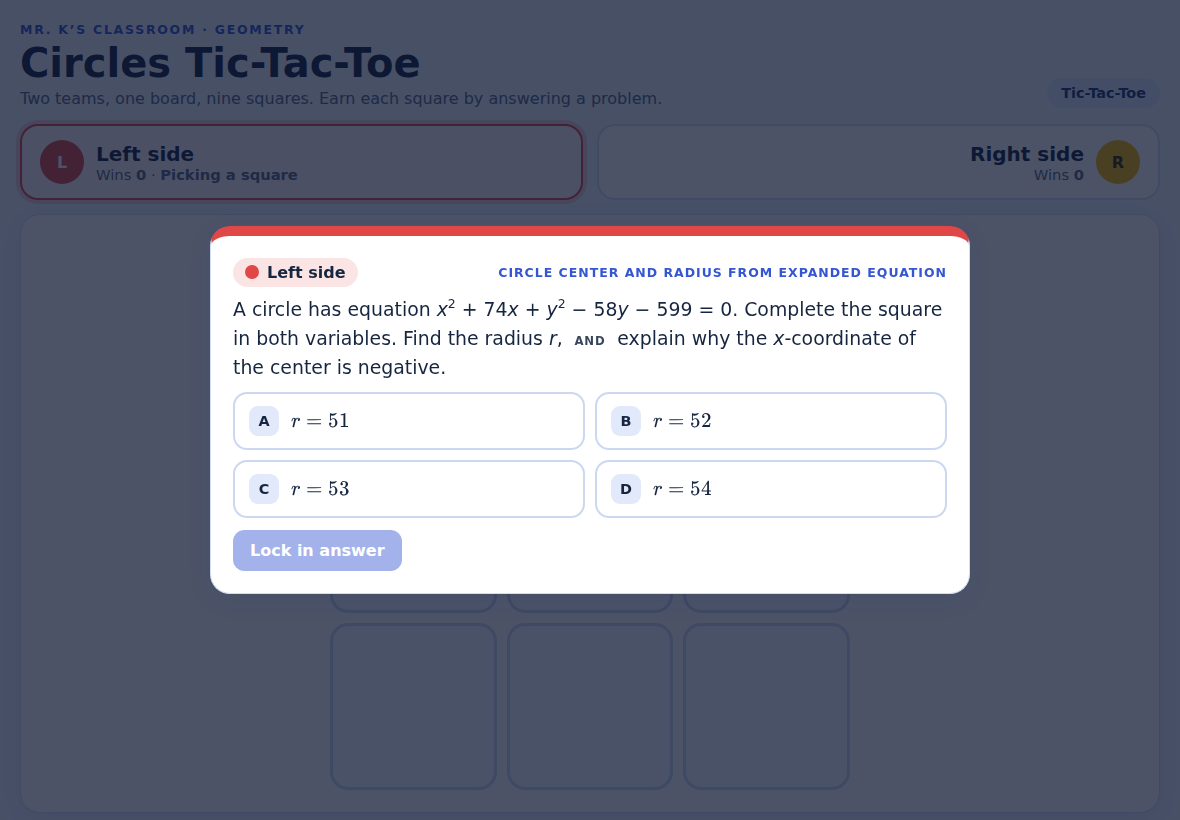 MR. K’S CLASSROOM · GEOMETRY
Circles Tic-Tac-Toe
Two teams, one board, nine squares. Earn each square by answering a problem.
Tic-Tac-Toe
L
Left side
Wins 0 · Picking a square
Right side
Wins 0
R
Left side
CIRCLE CENTER AND RADIUS FROM EXPANDED EQUATION
A circle has equation x² + 74x + y² − 58y − 599 = 0. Complete the square
in both variables. Find the radius r, AND explain why the x-coordinate of
the center is negative.
A r = 51
B r = 52
C r = 53
D r = 54
Lock in answer